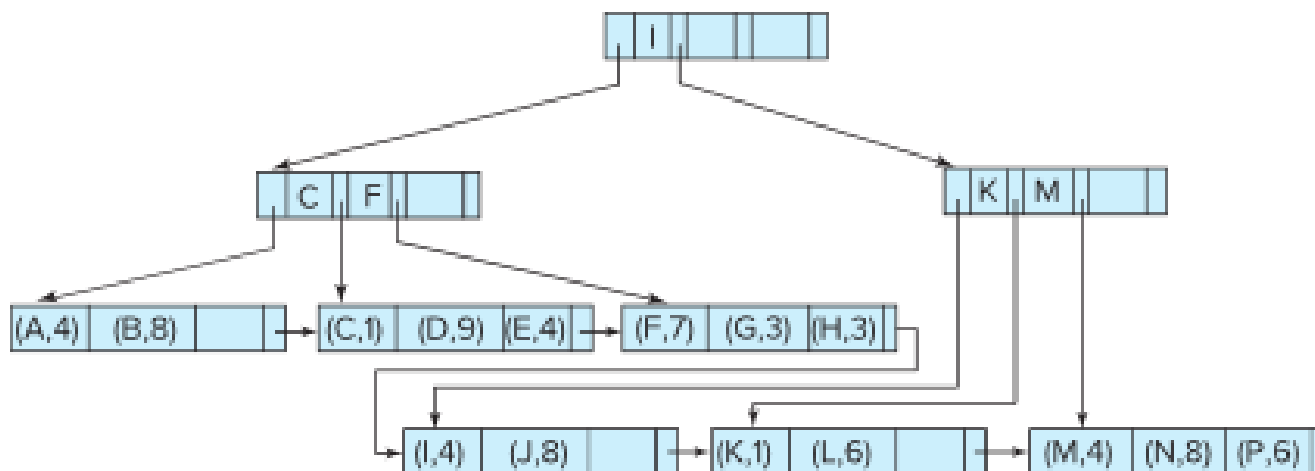 I
C F
K M
(A,4) (B,8)
(C,1) (D,9) (E,4)
(F,7) (G,3) (H,3)
(I,4) (J,8)
(K,1) (L,6)
(M,4) (N,8) (P,6)